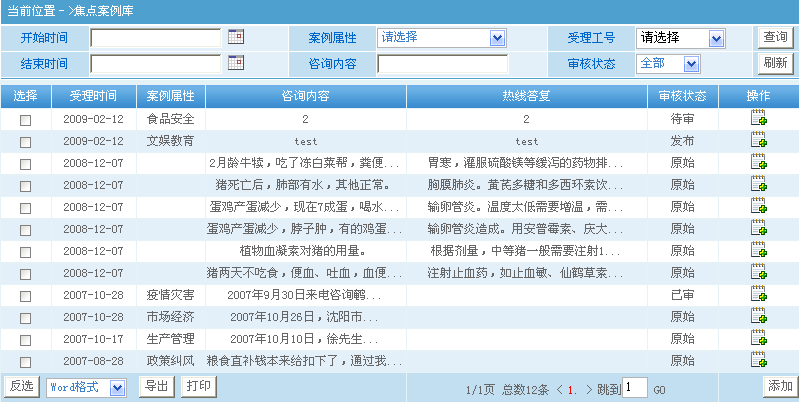 当前位置 - >焦点案例库
开始时间 案例属性 请选择 受理工号 请选择 查询
结束时间 咨询内容 审核状态 全部 刷新
选择 受理时间 案例属性 咨询内容 热线答复 审核状态 操作
2009-02-12 食品安全 2 2 待审
2009-02-12 文娱教育 test test 发布
2008-12-07 2月龄牛犊，吃了冻白菜帮，粪便... 胃寒，灌服硫酸镁等缓泻的药物排... 原始
2008-12-07 猪死亡后，肺部有水，其他正常。 胸膜肺炎。黄芪多糖和多西环素饮... 原始
2008-12-07 蛋鸡产蛋减少，现在7成蛋，喝水... 输卵管炎。温度太低需要增温，需... 原始
2008-12-07 蛋鸡产蛋减少，脖子肿，有的鸡蛋... 输卵管炎造成。用安普霉素、庆大... 原始
2008-12-07 植物血凝素对猪的用量。 根据剂量，中等猪一般需要注射1... 原始
2008-12-07 猪两天不吃食，便血、吐血，血便... 注射止血药，如止血敏、仙鹤草素... 原始
2007-10-28 疫情灾害 2007年9月30日来电咨询鹌... 已审
2007-10-28 市场经济 2007年10月26日，沈阳市... 原始
2007-10-17 生产管理 2007年10月10日，徐先生... 原始
2007-08-28 政策纠风 粮食直补钱本来给扣下了，通过我... 原始
反选 Word格式 导出 打印 1/1页 总数12条 < 1. > 跳到 1 GO 添加